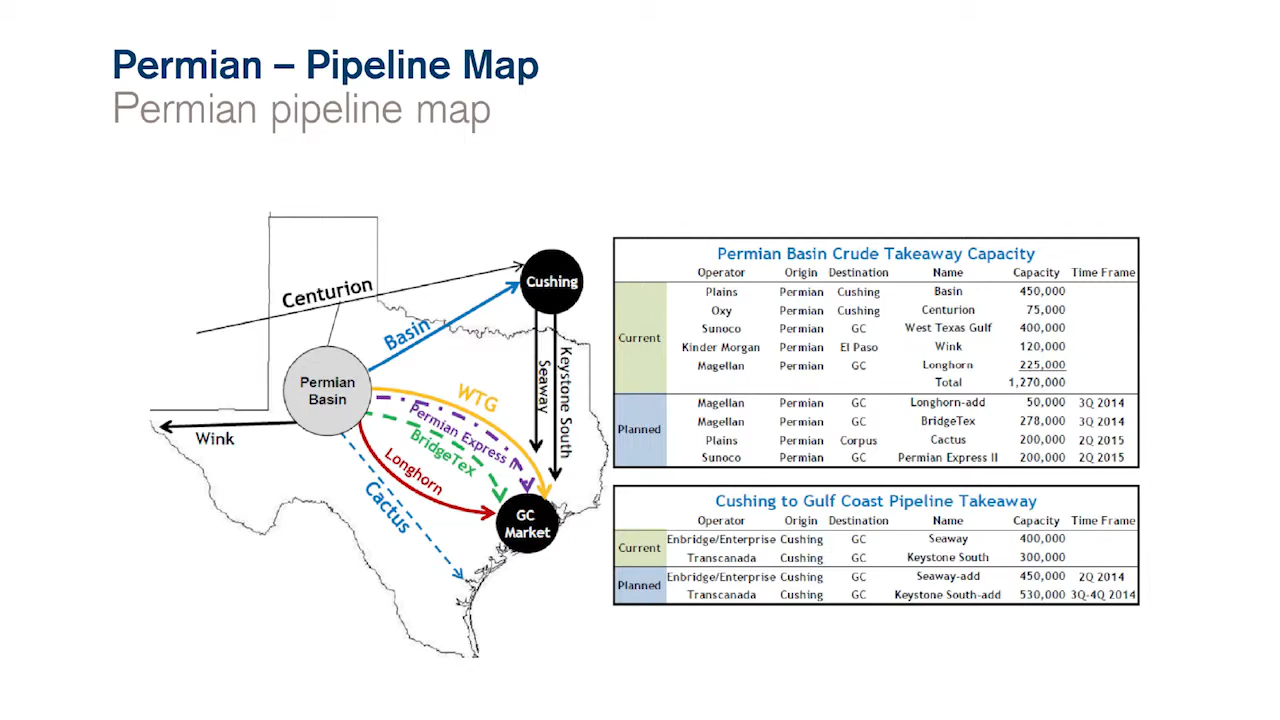 Permian – Pipeline Map
Permian pipeline map
Centurion
Cushing
Basin
Permian
Basin
Wink
WTG
Permian Express II
BridgeTex
Longhorn
Cactus
Seaway
Keystone South
GC
Market
Permian Basin Crude Takeaway Capacity
Operator Origin Destination Name Capacity Time Frame
Current
Plains Permian Cushing Basin 450,000
Oxy Permian Cushing Centurion 75,000
Sunoco Permian GC West Texas Gulf 400,000
Kinder Morgan Permian El Paso Wink 120,000
Magellan Permian GC Longhorn 225,000
Total 1,270,000
Planned
Magellan Permian GC Longhorn-add 50,000 3Q 2014
Magellan Permian GC BridgeTex 278,000 3Q 2014
Plains Permian Corpus Cactus 200,000 2Q 2015
Sunoco Permian GC Permian Express II 200,000 2Q 2015
Cushing to Gulf Coast Pipeline Takeaway
Operator Origin Destination Name Capacity Time Frame
Current
Enbridge/Enterprise Cushing GC Seaway 400,000
Transcanada Cushing GC Keystone South 300,000
Planned
Enbridge/Enterprise Cushing GC Seaway-add 450,000 2Q 2014
Transcanada Cushing GC Keystone South-add 530,000 3Q-4Q 2014